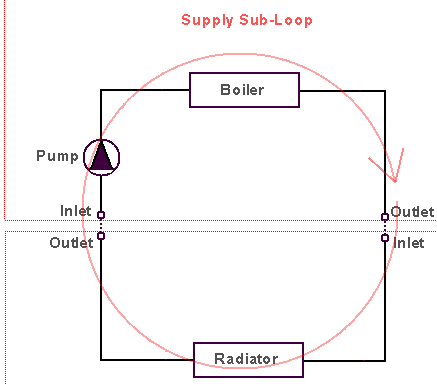 Supply Sub-Loop
Boiler
Pump
Inlet
Outlet
Outlet
Inlet
Radiator